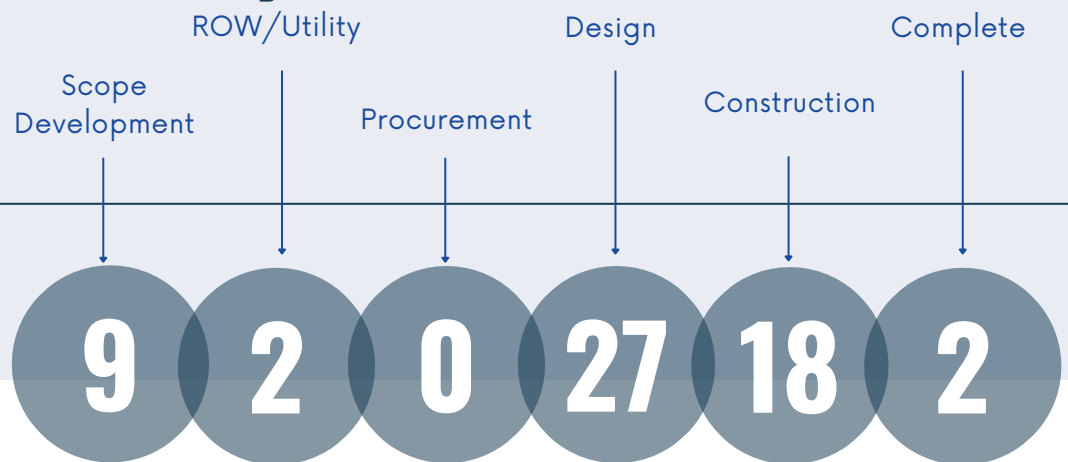 ROW/Utility
Design
Complete
Scope
Development
Procurement
Construction
9
2
0
27
18
2